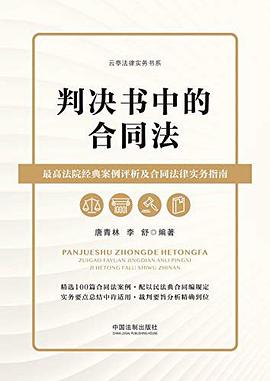 云亭法律实务书系
判决书中的
合同法
最高法院经典案例评析及合同法律实务指南
唐青林 李舒◎编著
PANJUESHU ZHONGDE HETONGFA
ZUIGAO FAYUAN JINGDIAN ANLI PINGXI
JI HETONG FALU SHIWU ZHINAN
精选100篇合同法案例·配以民法典合同编规定
实务要点总结中肯适用·裁判要旨分析精确到位
中国法制出版社
CHINA LEGAL PUBLISHING HOUSE